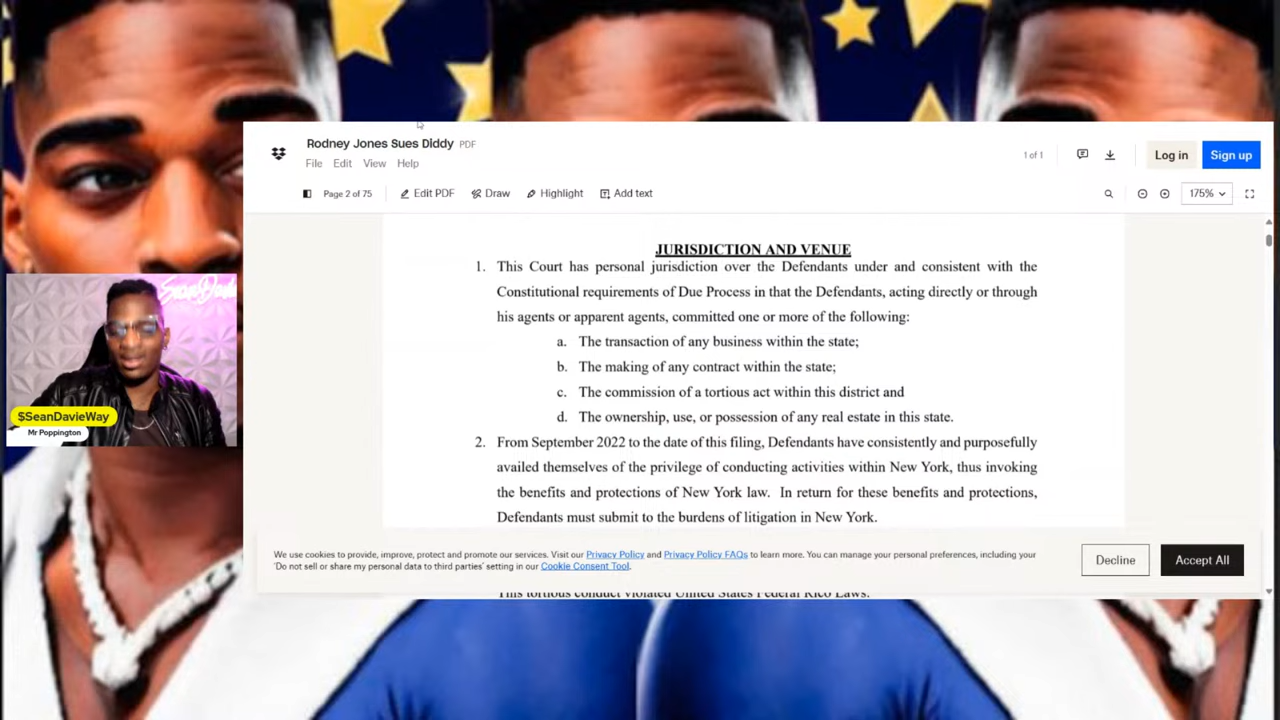 Rodney Jones Sues Diddy PDF
File Edit View Help
1 of 1
Log in
Sign up
Page 2 of 75
Edit PDF
Draw
Highlight
Add text
175%
JURISDICTION AND VENUE
1. This Court has personal jurisdiction over the Defendants under and consistent with the
Constitutional requirements of Due Process in that the Defendants, acting directly or through
his agents or apparent agents, committed one or more of the following:
a. The transaction of any business within the state;
b. The making of any contract within the state;
c. The commission of a tortious act within this district and
d. The ownership, use, or possession of any real estate in this state.
2. From September 2022 to the date of this filing, Defendants have consistently and purposefully
availed themselves of the privilege of conducting activities within New York, thus invoking
the benefits and protections of New York law. In return for these benefits and protections,
Defendants must submit to the burdens of litigation in New York.
We use cookies to provide, improve, protect and promote our services. Visit our Privacy Policy and Privacy Policy FAQs to learn more. You can manage your personal preferences, including your
'Do not sell or share my personal data to third parties' setting in our Cookie Consent Tool.
Decline
Accept All
This tortious conduct violated United States Federal Rico Laws.
$SeanDavieWay
Mr Poppington